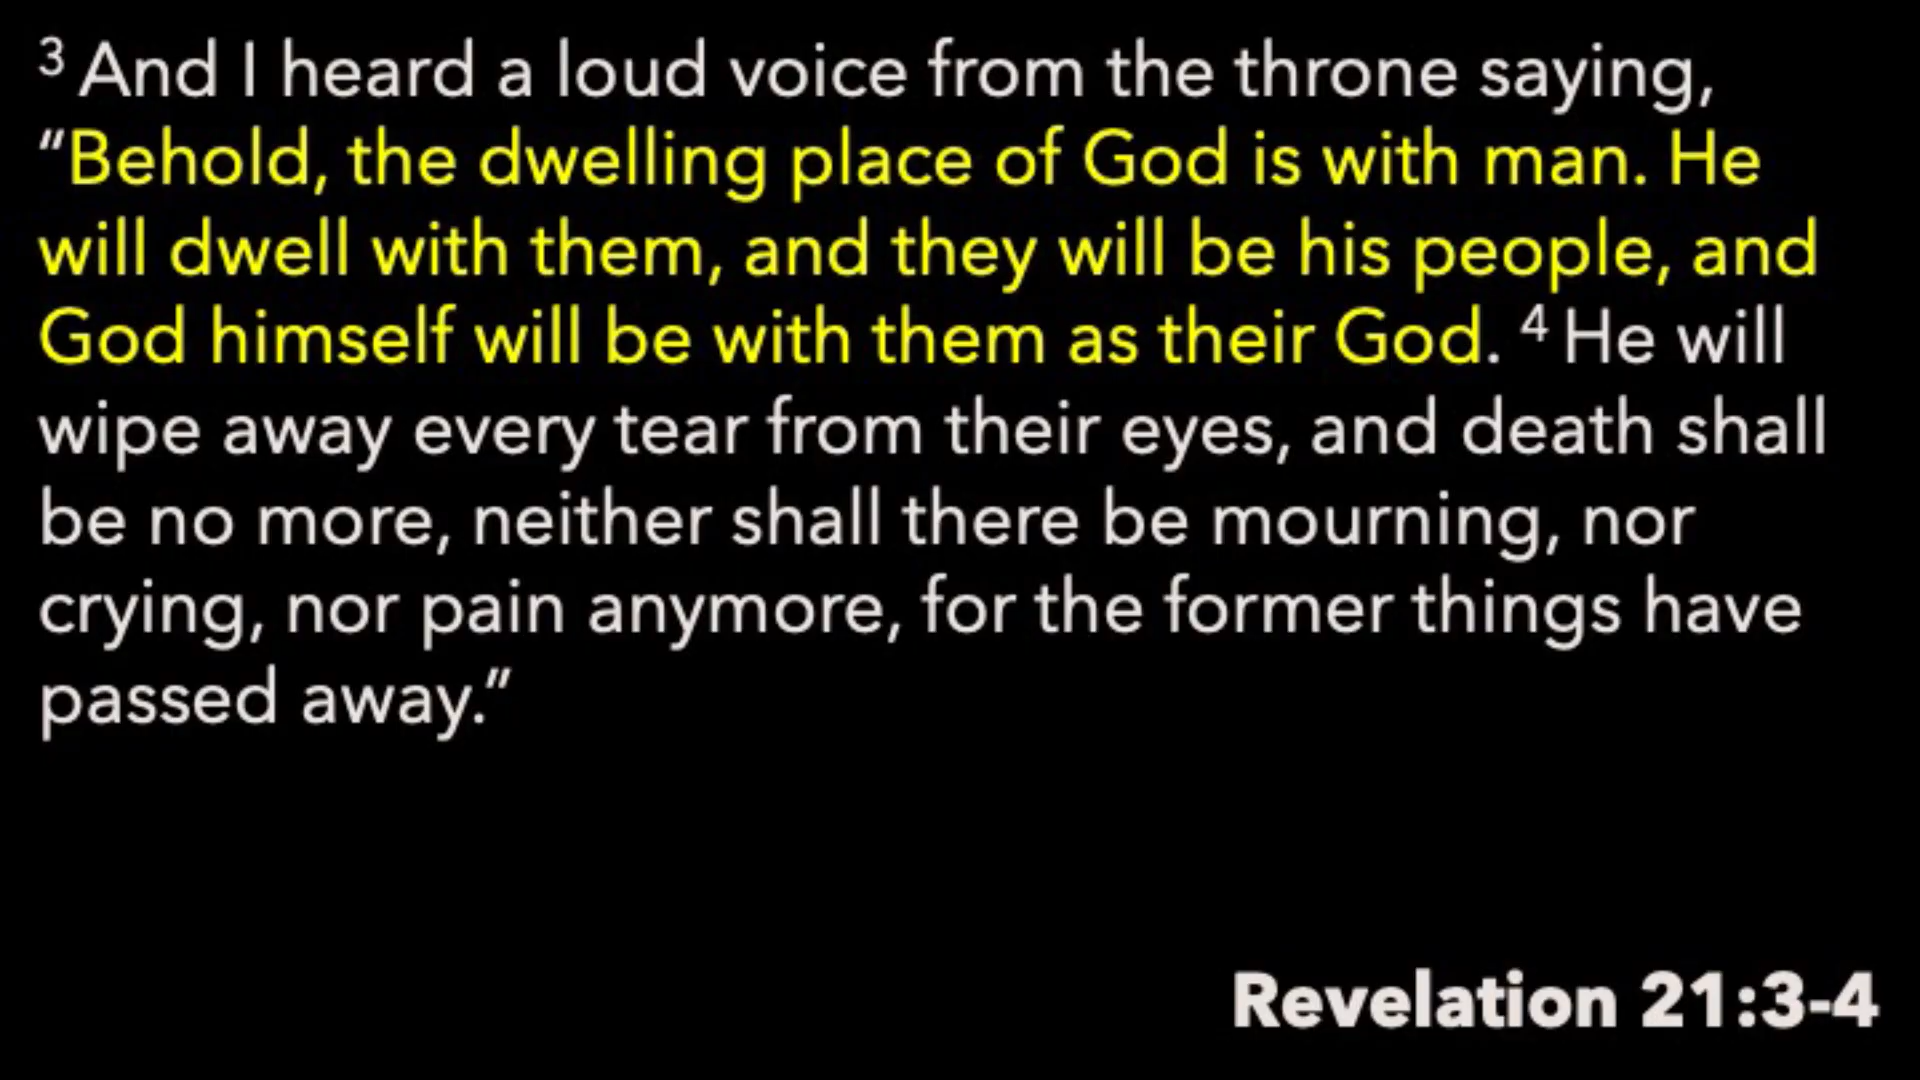 3 And I heard a loud voice from the throne saying,
“Behold, the dwelling place of God is with man. He
will dwell with them, and they will be his people, and
God himself will be with them as their God. 4 He will
wipe away every tear from their eyes, and death shall
be no more, neither shall there be mourning, nor
crying, nor pain anymore, for the former things have
passed away.”
Revelation 21:3-4